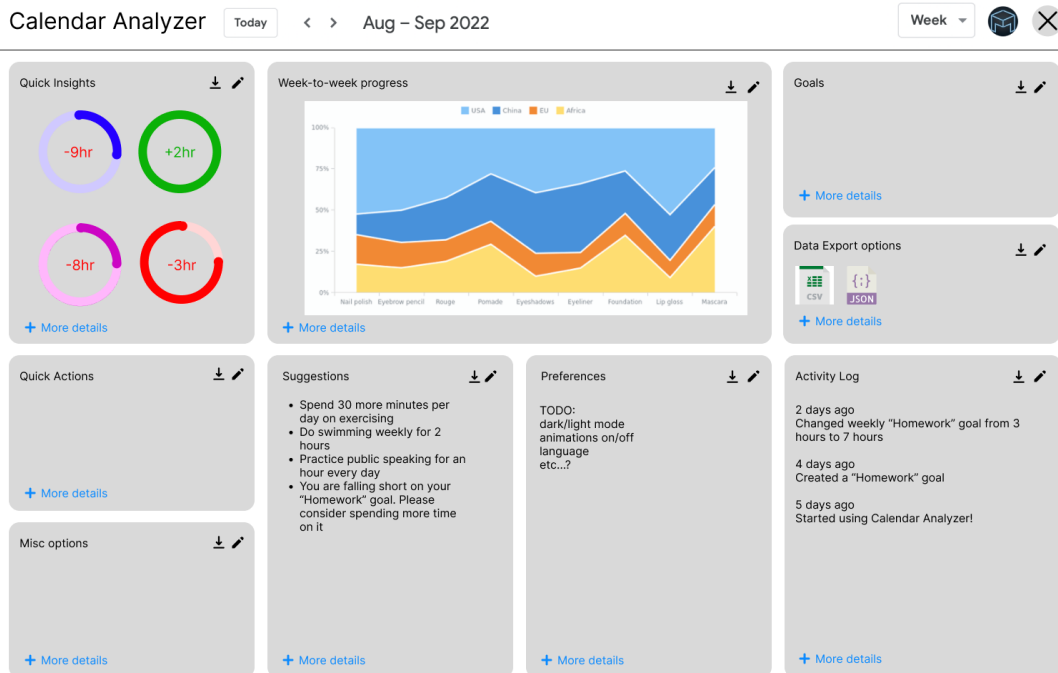 Calendar Analyzer
Today
Aug – Sep 2022
Week
Quick Insights
-9hr
+2hr
-8hr
-3hr
+ More details
Week-to-week progress
USA China EU Africa
100%
75%
50%
25%
0%
Nail polish Eyebrow pencil Rouge Pomade Eyeshadows Eyeliner Foundation Lip gloss Mascara
+ More details
Goals
+ More details
Data Export options
CSV
{;}
JSON
+ More details
Quick Actions
+ More details
Misc options
+ More details
Suggestions
• Spend 30 more minutes per
day on exercising
• Do swimming weekly for 2
hours
• Practice public speaking for an
hour every day
• You are falling short on your
“Homework” goal. Please
consider spending more time
on it
+ More details
Preferences
TODO:
dark/light mode
animations on/off
language
etc...?
+ More details
Activity Log
2 days ago
Changed weekly “Homework” goal from 3
hours to 7 hours
4 days ago
Created a “Homework” goal
5 days ago
Started using Calendar Analyzer!
+ More details